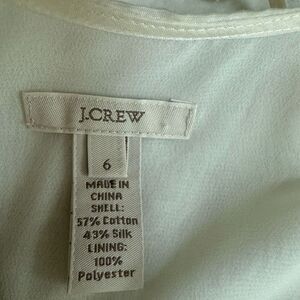 J.CREW
6
MADE IN
CHINA
SHELL:
57% Cotton
43% Silk
LINING:
100%
Polyester